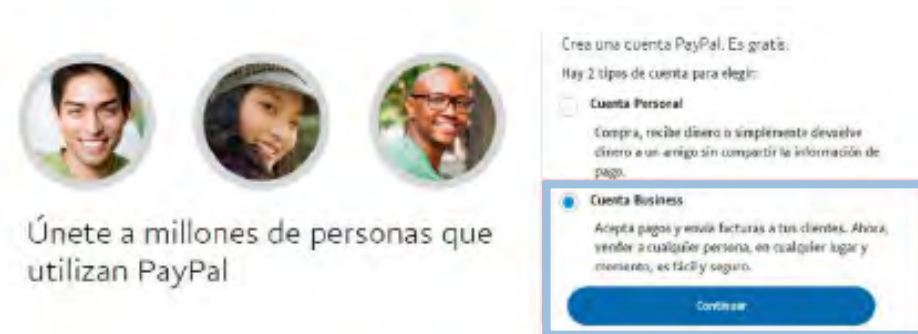 Únete a millones de personas que
utilizan PayPal
Crea una cuenta PayPal. Es gratis.
Hay 2 tipos de cuenta para elegir:
Cuenta Personal
Compra, recibe dinero o simplemente devuelve
dinero a un amigo sin compartir la información de
pago.
Cuenta Business
Acepta pagos y envía facturas a tus clientes. Ahora,
vender a cualquier persona, en cualquier lugar y
momento, es fácil y seguro.
Continuar